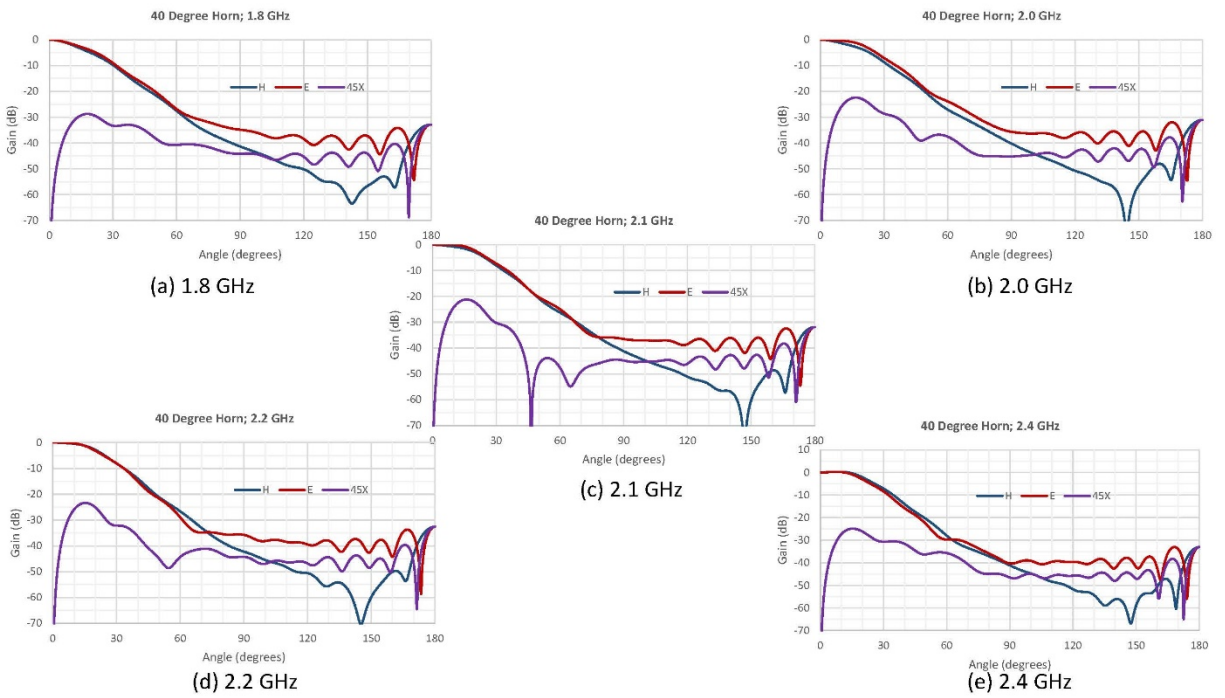 40 Degree Horn; 1.8 GHz
0
-10
-20
-30
-40
-50
-60
-70
Gain (dB)
H E 45X
0 30 60 90 120 150 180
Angle (degrees)
(a) 1.8 GHz
40 Degree Horn; 2.0 GHz
0
-10
-20
-30
-40
-50
-60
-70
Gain (dB)
H E 45X
0 30 60 90 120 150 180
Angle (degrees)
(b) 2.0 GHz
40 Degree Horn; 2.1 GHz
0
-10
-20
-30
-40
-50
-60
-70
Gain (dB)
H E 45X
0 30 60 90 120 150 180
Angle (degrees)
(c) 2.1 GHz
40 Degree Horn; 2.2 GHz
0
-10
-20
-30
-40
-50
-60
-70
Gain (dB)
H E 45X
0 30 60 90 120 150 180
Angle (degrees)
(d) 2.2 GHz
40 Degree Horn; 2.4 GHz
10
0
-10
-20
-30
-40
-50
-60
-70
Gain (dB)
H E 45X
0 30 60 90 120 150 180
Angle (degrees)
(e) 2.4 GHz